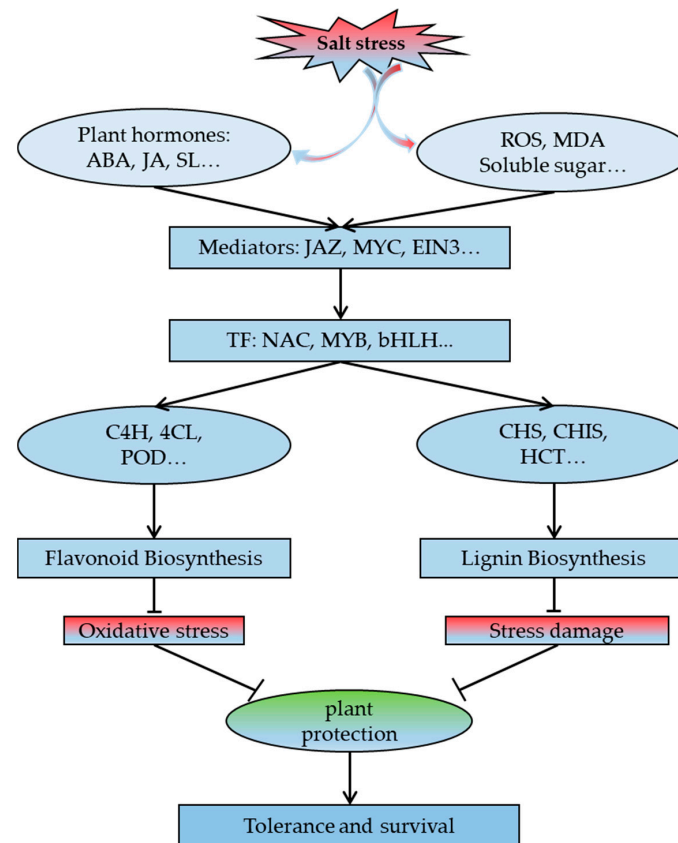 Salt stress
Plant hormones:
ABA, JA, SL...
ROS, MDA
Soluble sugar...
Mediators: JAZ, MYC, EIN3...
TF: NAC, MYB, bHLH...
C4H, 4CL,
POD...
CHS, CHIS,
HCT...
Flavonoid Biosynthesis
Lignin Biosynthesis
Oxidative stress
Stress damage
plant
protection
Tolerance and survival